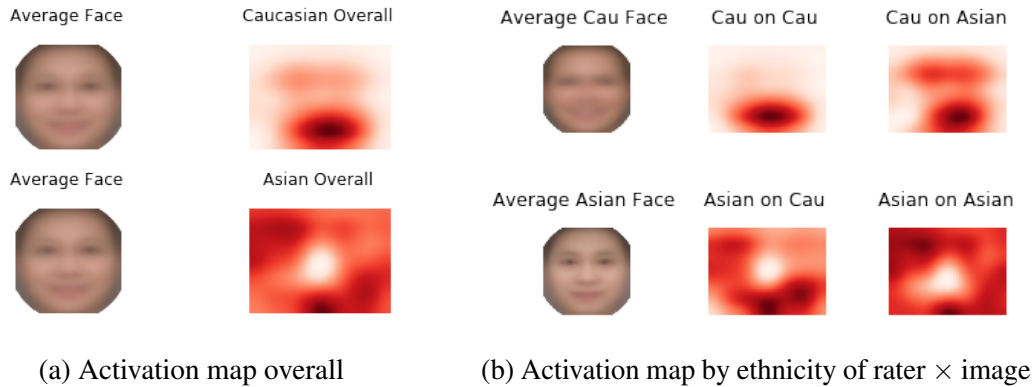 Average Face
Caucasian Overall
Average Face
Asian Overall
(a) Activation map overall
Average Cau Face
Cau on Cau
Cau on Asian
Average Asian Face
Asian on Cau
Asian on Asian
(b) Activation map by ethnicity of rater × image